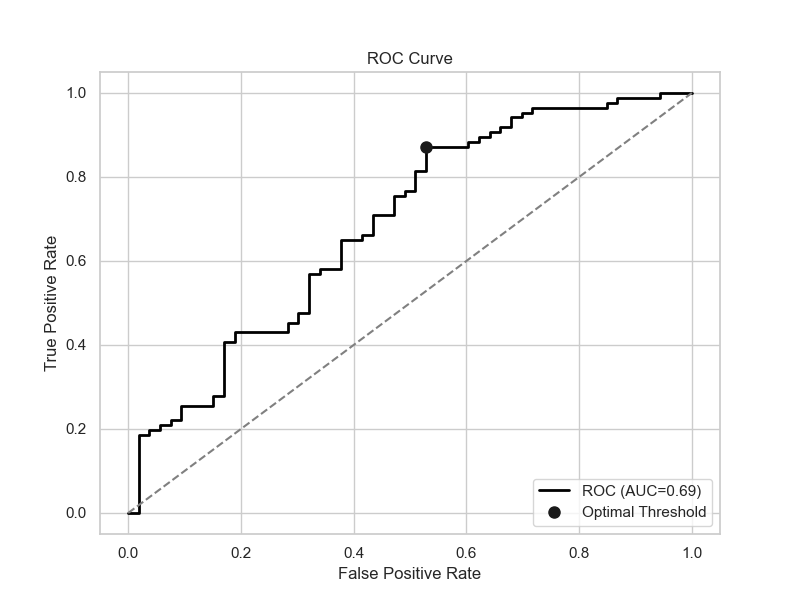 ROC Curve
1.0
0.8
0.6
0.4
0.2
0.0
True Positive Rate
0.0 0.2 0.4 0.6 0.8 1.0
False Positive Rate
ROC (AUC=0.69)
Optimal Threshold